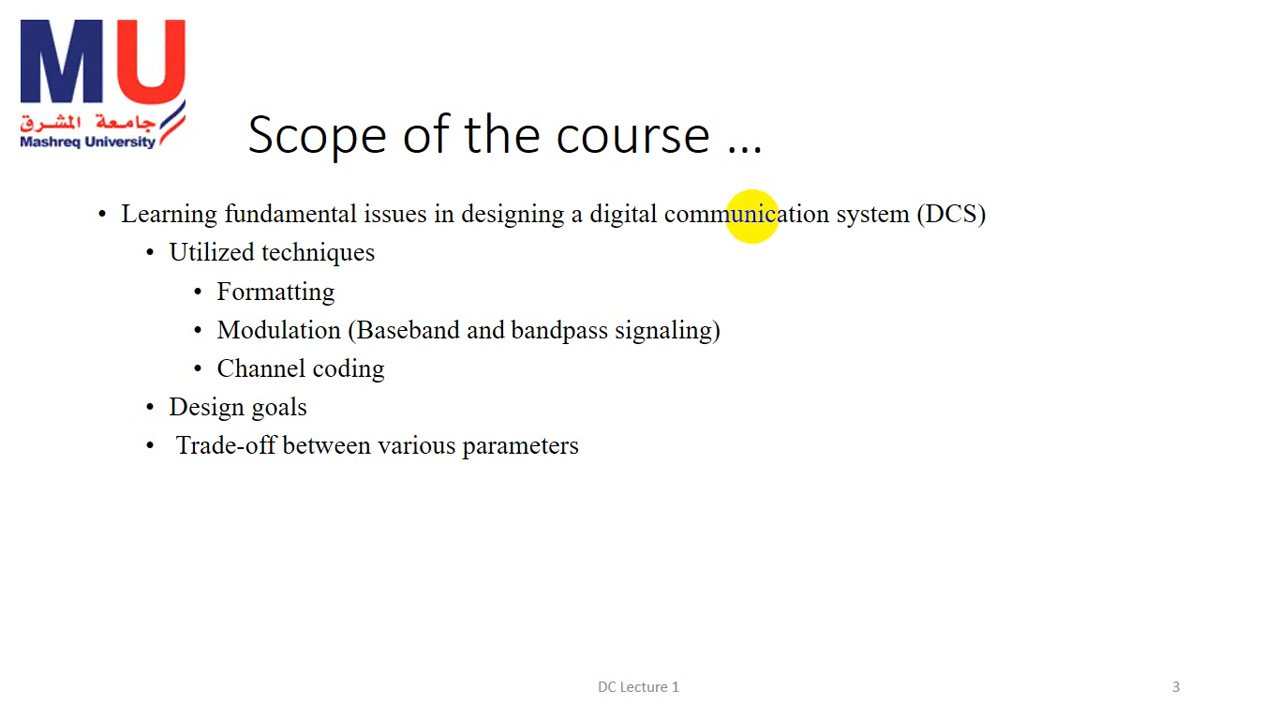 MU
جامعة المشرق
Mashreq University
Scope of the course ...
• Learning fundamental issues in designing a digital communication system (DCS)
• Utilized techniques
• Formatting
• Modulation (Baseband and bandpass signaling)
• Channel coding
• Design goals
• Trade-off between various parameters
DC Lecture 1
3